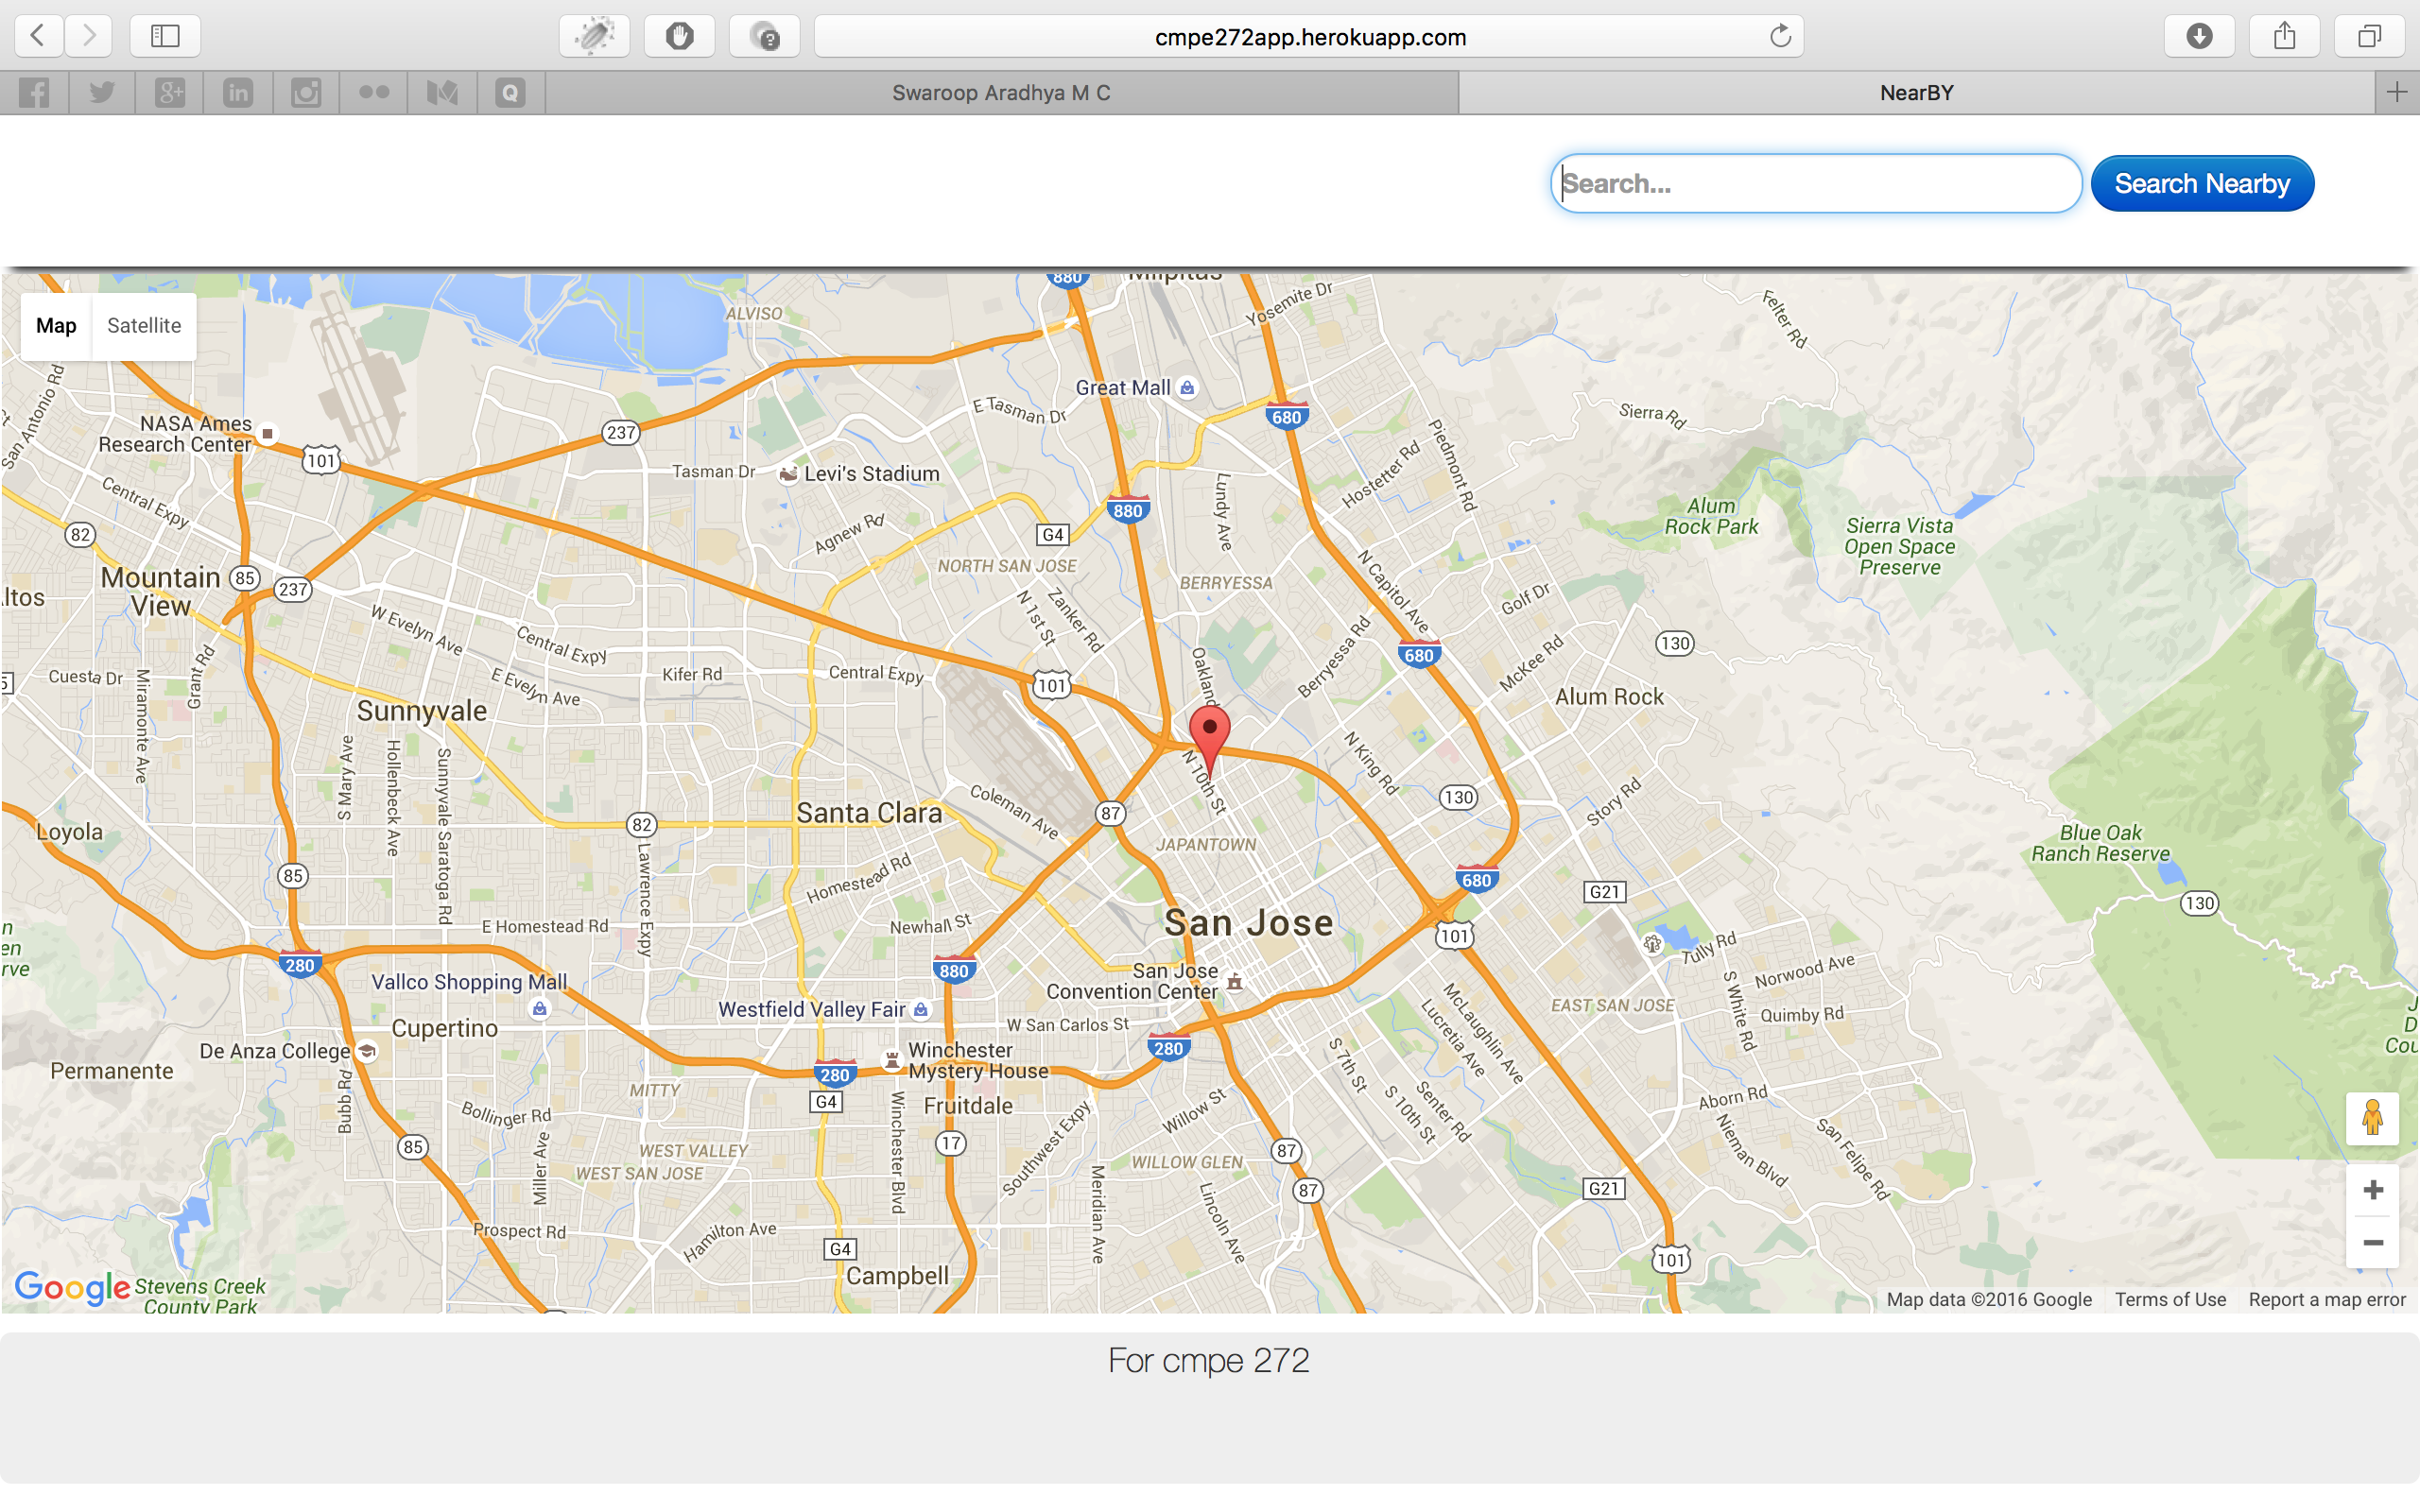 cmpe272app.herokuapp.com
Swaroop Aradhya M C
NearBY
Search...
Search Nearby
Map
Satellite
880
Milpitas
Yosemite Dr
Felter Rd
ALVISO
San Antonio Rd
Great Mall
E Tasman Dr
680
Sierra Rd
NASA Ames
Research Center
101
237
Tasman Dr
Levi's Stadium
Piedmont Rd
Hostetter Rd
Lundy Ave
Central Expy
880
Agnew Rd
G4
Alum
Rock Park
Sierra Vista
Open Space
Preserve
82
NORTH SAN JOSE
BERRYESSA
N Capitol Ave
Mountain
View
85
237
ltos
N 1st St
Zanker Rd
Golf Dr
W Evelyn Ave
Central Expy
Berryessa Rd
680
McKee Rd
130
Cuesta Dr
Miramonte Ave
Grant Rd
E Evelyn Ave
Kifer Rd
Central Expy
101
Oakland
Alum Rock
Sunnyvale
S Mary Ave
Hollenbeck Ave
Sunnyvale Saratoga Rd
N 10th St
N King Rd
130
Story Rd
Santa Clara
Coleman Ave
87
Loyola
82
JAPANTOWN
Blue Oak
Ranch Reserve
85
Lawrence Expy
Homestead Rd
680
G21
130
E Homestead Rd
Newhall St
San Jose
101
n
en
rve
280
880
Tully Rd
Norwood Ave
Vallco Shopping Mall
San Jose
Convention Center
Westfield Valley Fair
McLaughlin Ave
Lucretia Ave
EAST SAN JOSE
S White Rd
Quimby Rd
Cupertino
W San Carlos St
De Anza College
Winchester
Mystery House
280
280
S 7th St
J
D
Cou
Permanente
Bubb Rd
MITTY
G4
Winchester Blvd
Fruitdale
Bollinger Rd
Southwest Expy
Willow St
S 10th St
Senter Rd
Aborn Rd
85
Miller Ave
WEST VALLEY
WEST SAN JOSE
17
Meridian Ave
WILLOW GLEN
87
Nieman Blvd
San Felipe Rd
87
Lincoln Ave
G21
Prospect Rd
Hamilton Ave
G4
101
Campbell
Google
Stevens Creek
County Park
Map data ©2016 Google
Terms of Use
Report a map error
For cmpe 272